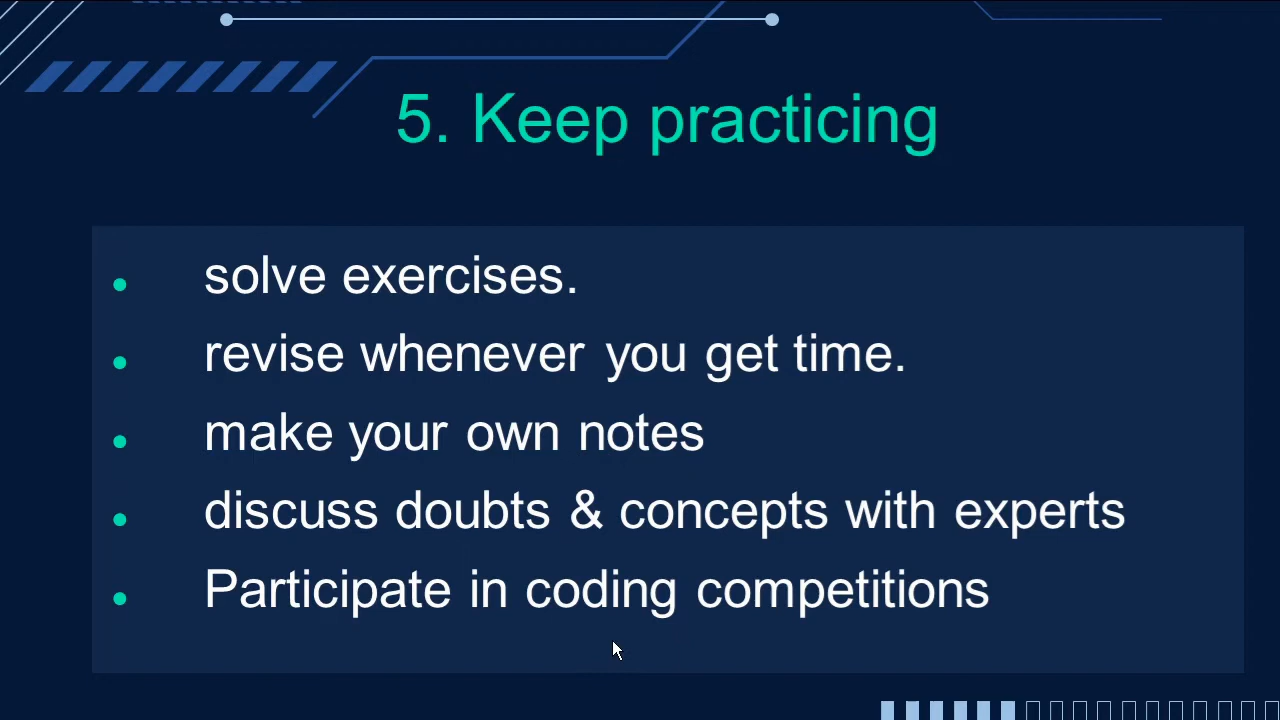 5. Keep practicing
solve exercises.
revise whenever you get time.
make your own notes
discuss doubts & concepts with experts
Participate in coding competitions